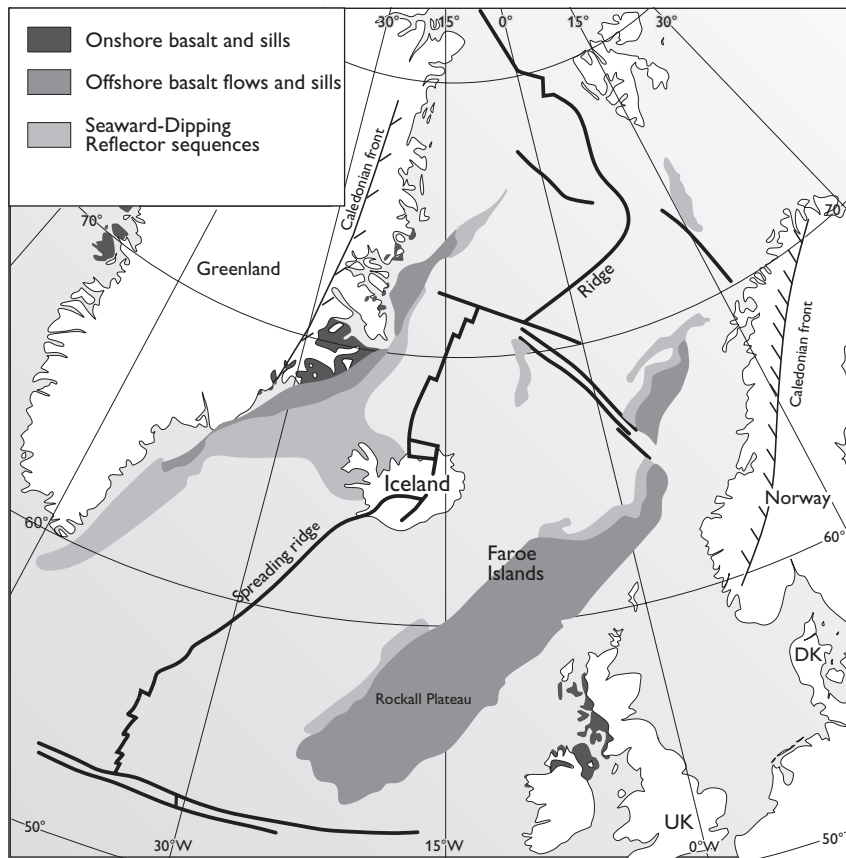 30°
15°
0°
15°
30°
Onshore basalt and sills
Offshore basalt flows and sills
Seaward-Dipping
Reflector sequences
Caledonian front
70°
70°
Greenland
Ridge
Caledonian front
Iceland
Norway
60°
60°
Spreading ridge
Faroe
Islands
DK
Rockall Plateau
UK
50°
30°W
15°W
0°W
50°